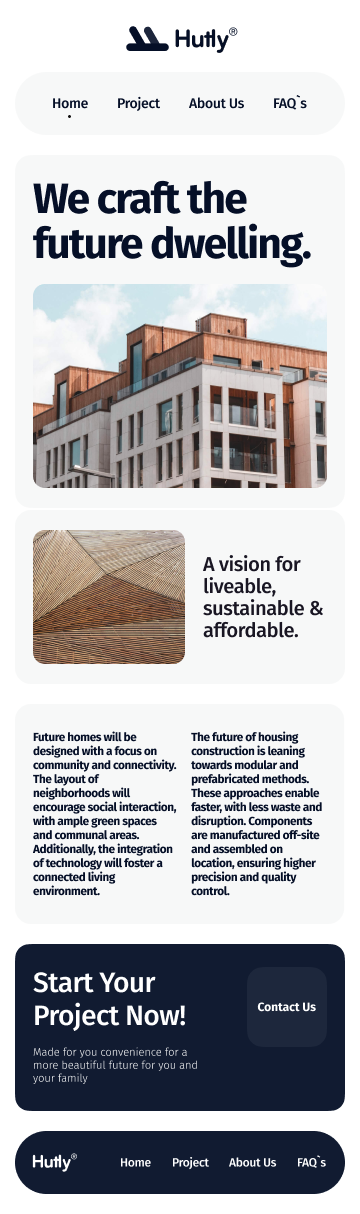 Hutly®
Home Project About Us FAQ`s
We craft the
future dwelling.
A vision for
liveable,
sustainable &
affordable.
Future homes will be
designed with a focus on
community and connectivity.
The layout of
neighborhoods will
encourage social interaction,
with ample green spaces
and communal areas.
Additionally, the integration
of technology will foster a
connected living
environment.
The future of housing
construction is leaning
towards modular and
prefabricated methods.
These approaches enable
faster, with less waste and
disruption. Components
are manufactured off-site
and assembled on
location, ensuring higher
precision and quality
control.
Start Your
Project Now!
Contact Us
Made for you convenience for a
more beautiful future for you and
your family
Hutly® Home Project About Us FAQ`s